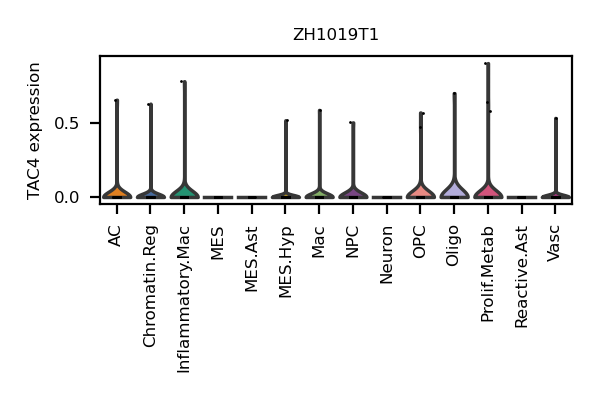 ZH1019T1
TAC4 expression
0.5
0.0
AC
Chromatin.Reg
Inflammatory.Mac
MES
MES.Ast
MES.Hyp
Mac
NPC
Neuron
OPC
Oligo
Prolif.Metab
Reactive.Ast
Vasc